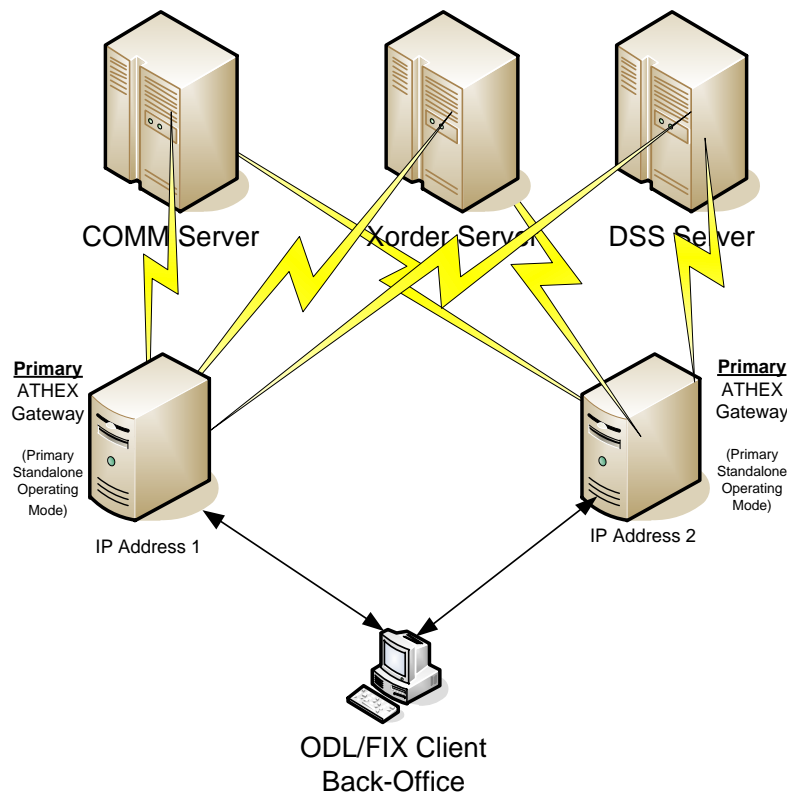 COMM Server
Xorder Server
DSS Server
Primary
ATHEX
Gateway
(Primary
Standalone
Operating
Mode)
IP Address 1
Primary
ATHEX
Gateway
(Primary
Standalone
Operating
Mode)
IP Address 2
ODL/FIX Client
Back-Office